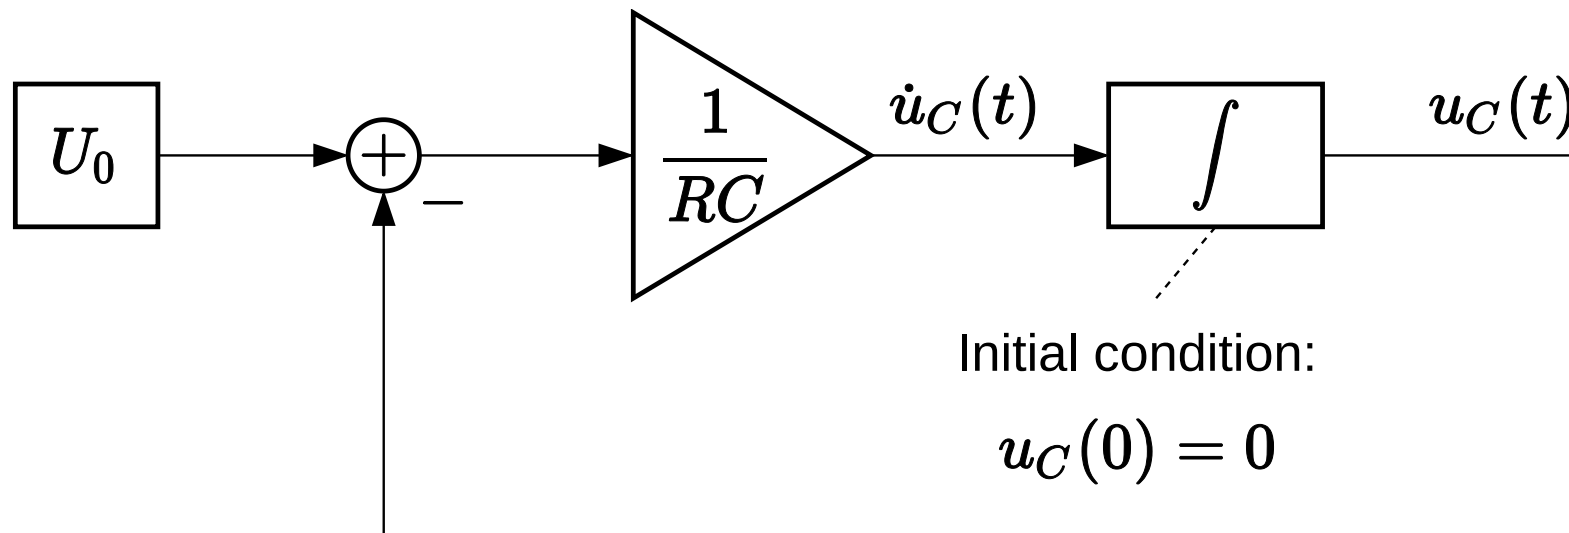 U₀
+
−
1
RC
u̇_C(t)
∫
u_C(t)
Initial condition:
u_C(0) = 0